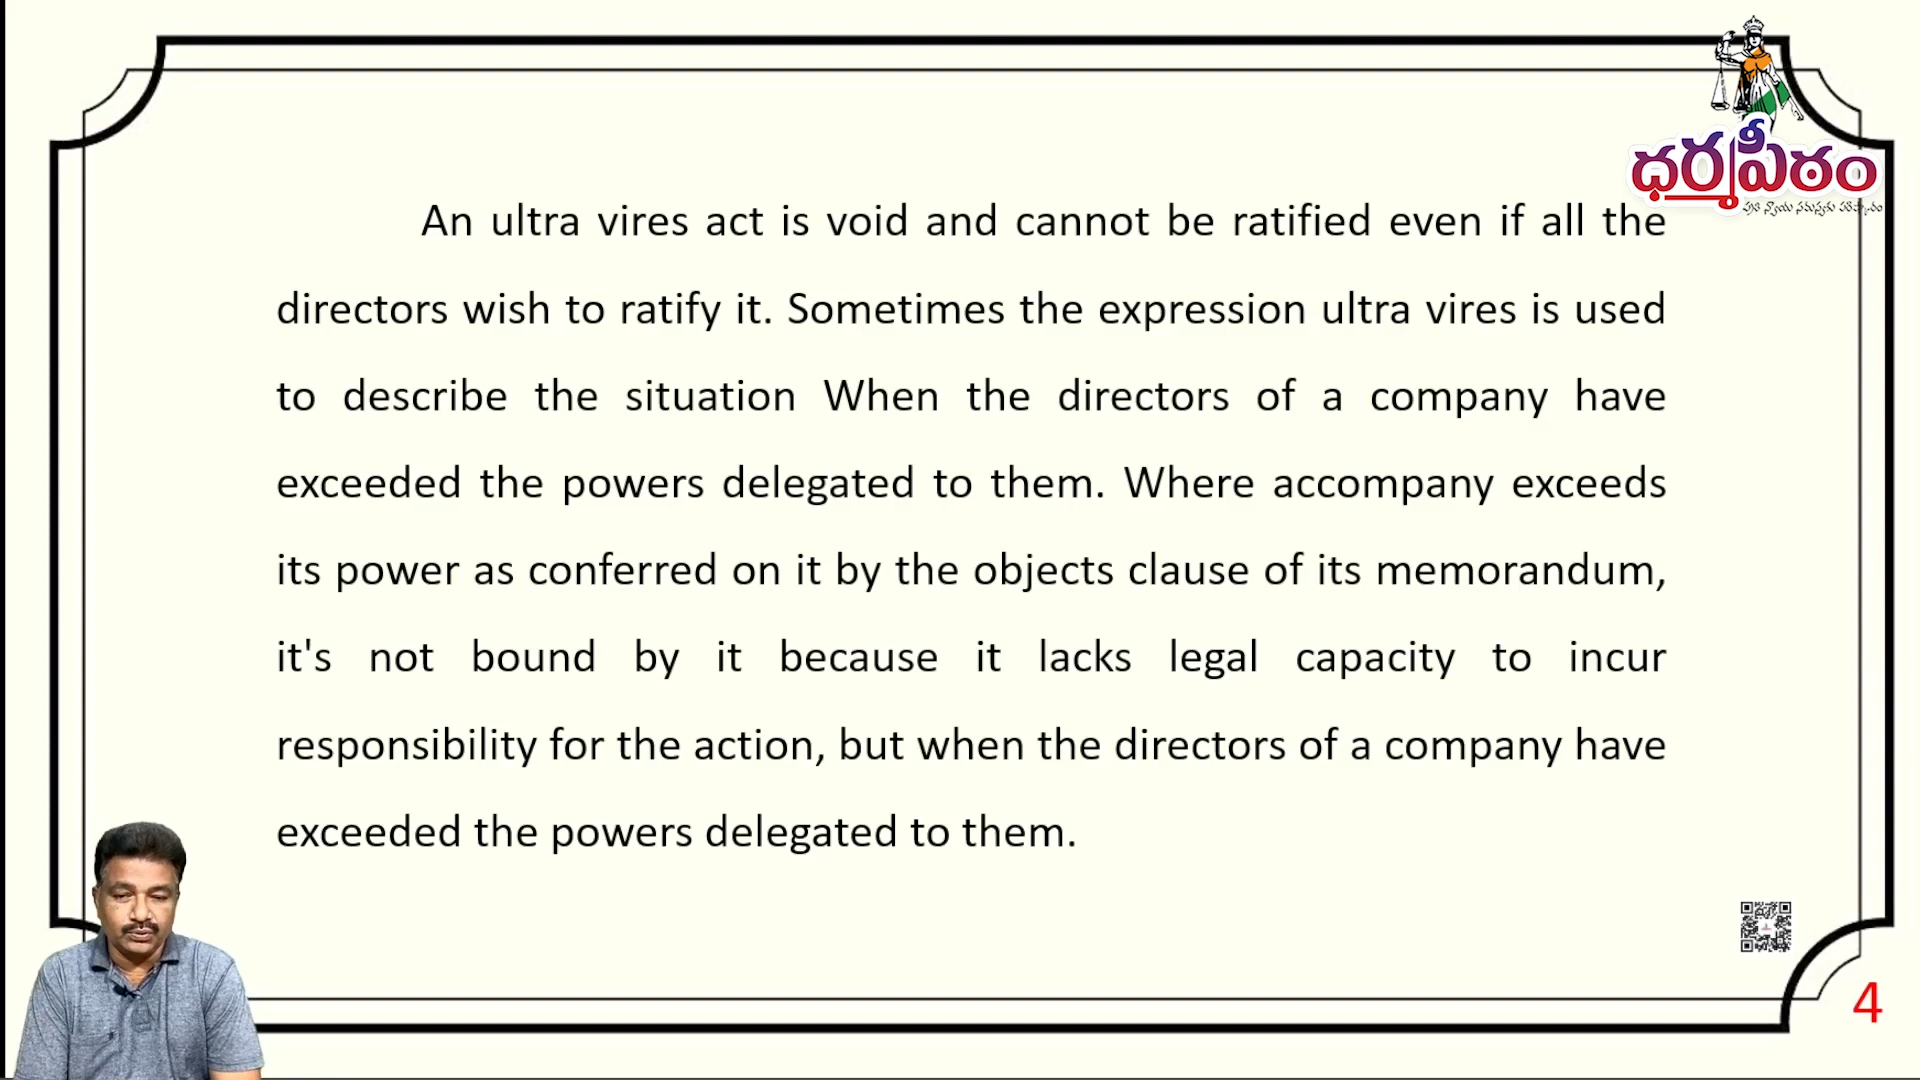 ధర్మపీఠం
An ultra vires act is void and cannot be ratified even if all the
directors wish to ratify it. Sometimes the expression ultra vires is used
to describe the situation When the directors of a company have
exceeded the powers delegated to them. Where accompany exceeds
its power as conferred on it by the objects clause of its memorandum,
it's not bound by it because it lacks legal capacity to incur
responsibility for the action, but when the directors of a company have
exceeded the powers delegated to them.
4